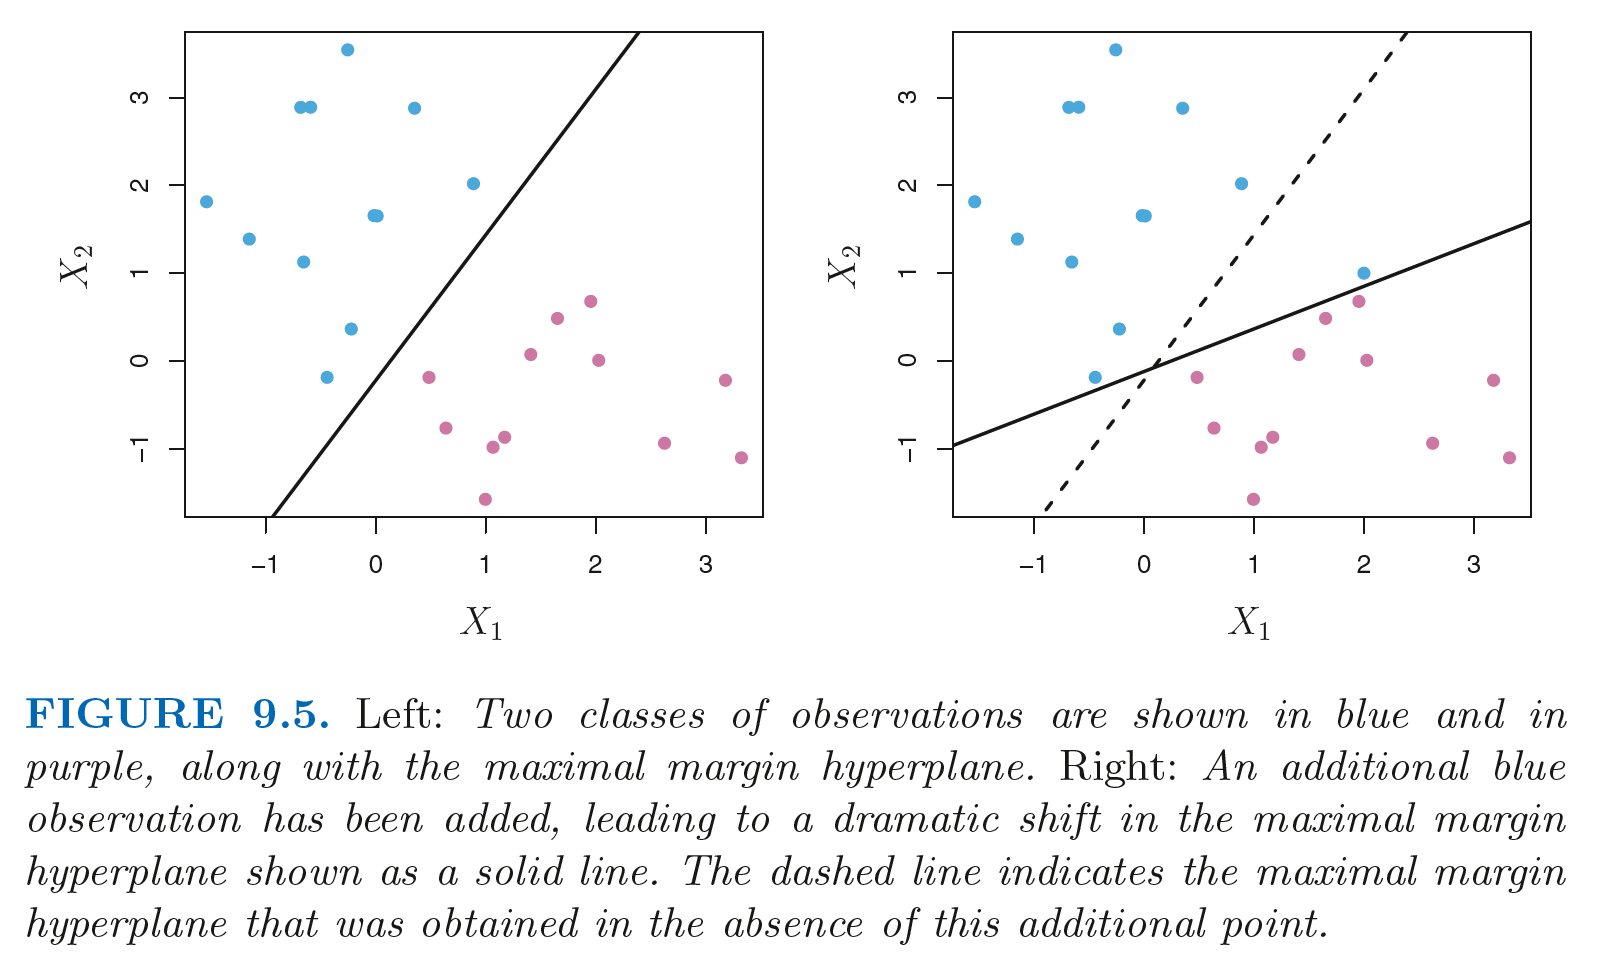 3
2
1
0
−1
X2
−1 0 1 2 3
X1
3
2
1
0
−1
X2
−1 0 1 2 3
X1
FIGURE 9.5. Left: Two classes of observations are shown in blue and in
purple, along with the maximal margin hyperplane. Right: An additional blue
observation has been added, leading to a dramatic shift in the maximal margin
hyperplane shown as a solid line. The dashed line indicates the maximal margin
hyperplane that was obtained in the absence of this additional point.